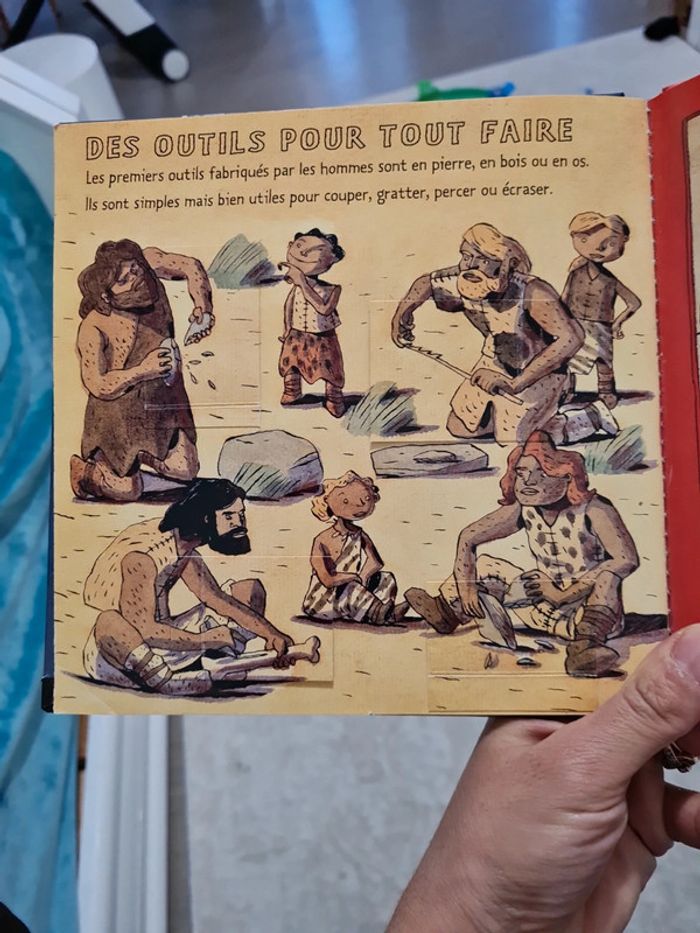 DES OUTILS POUR TOUT FAIRE
Les premiers outils fabriqués par les hommes sont en pierre, en bois ou en os.
Ils sont simples mais bien utiles pour couper, gratter, percer ou écraser.